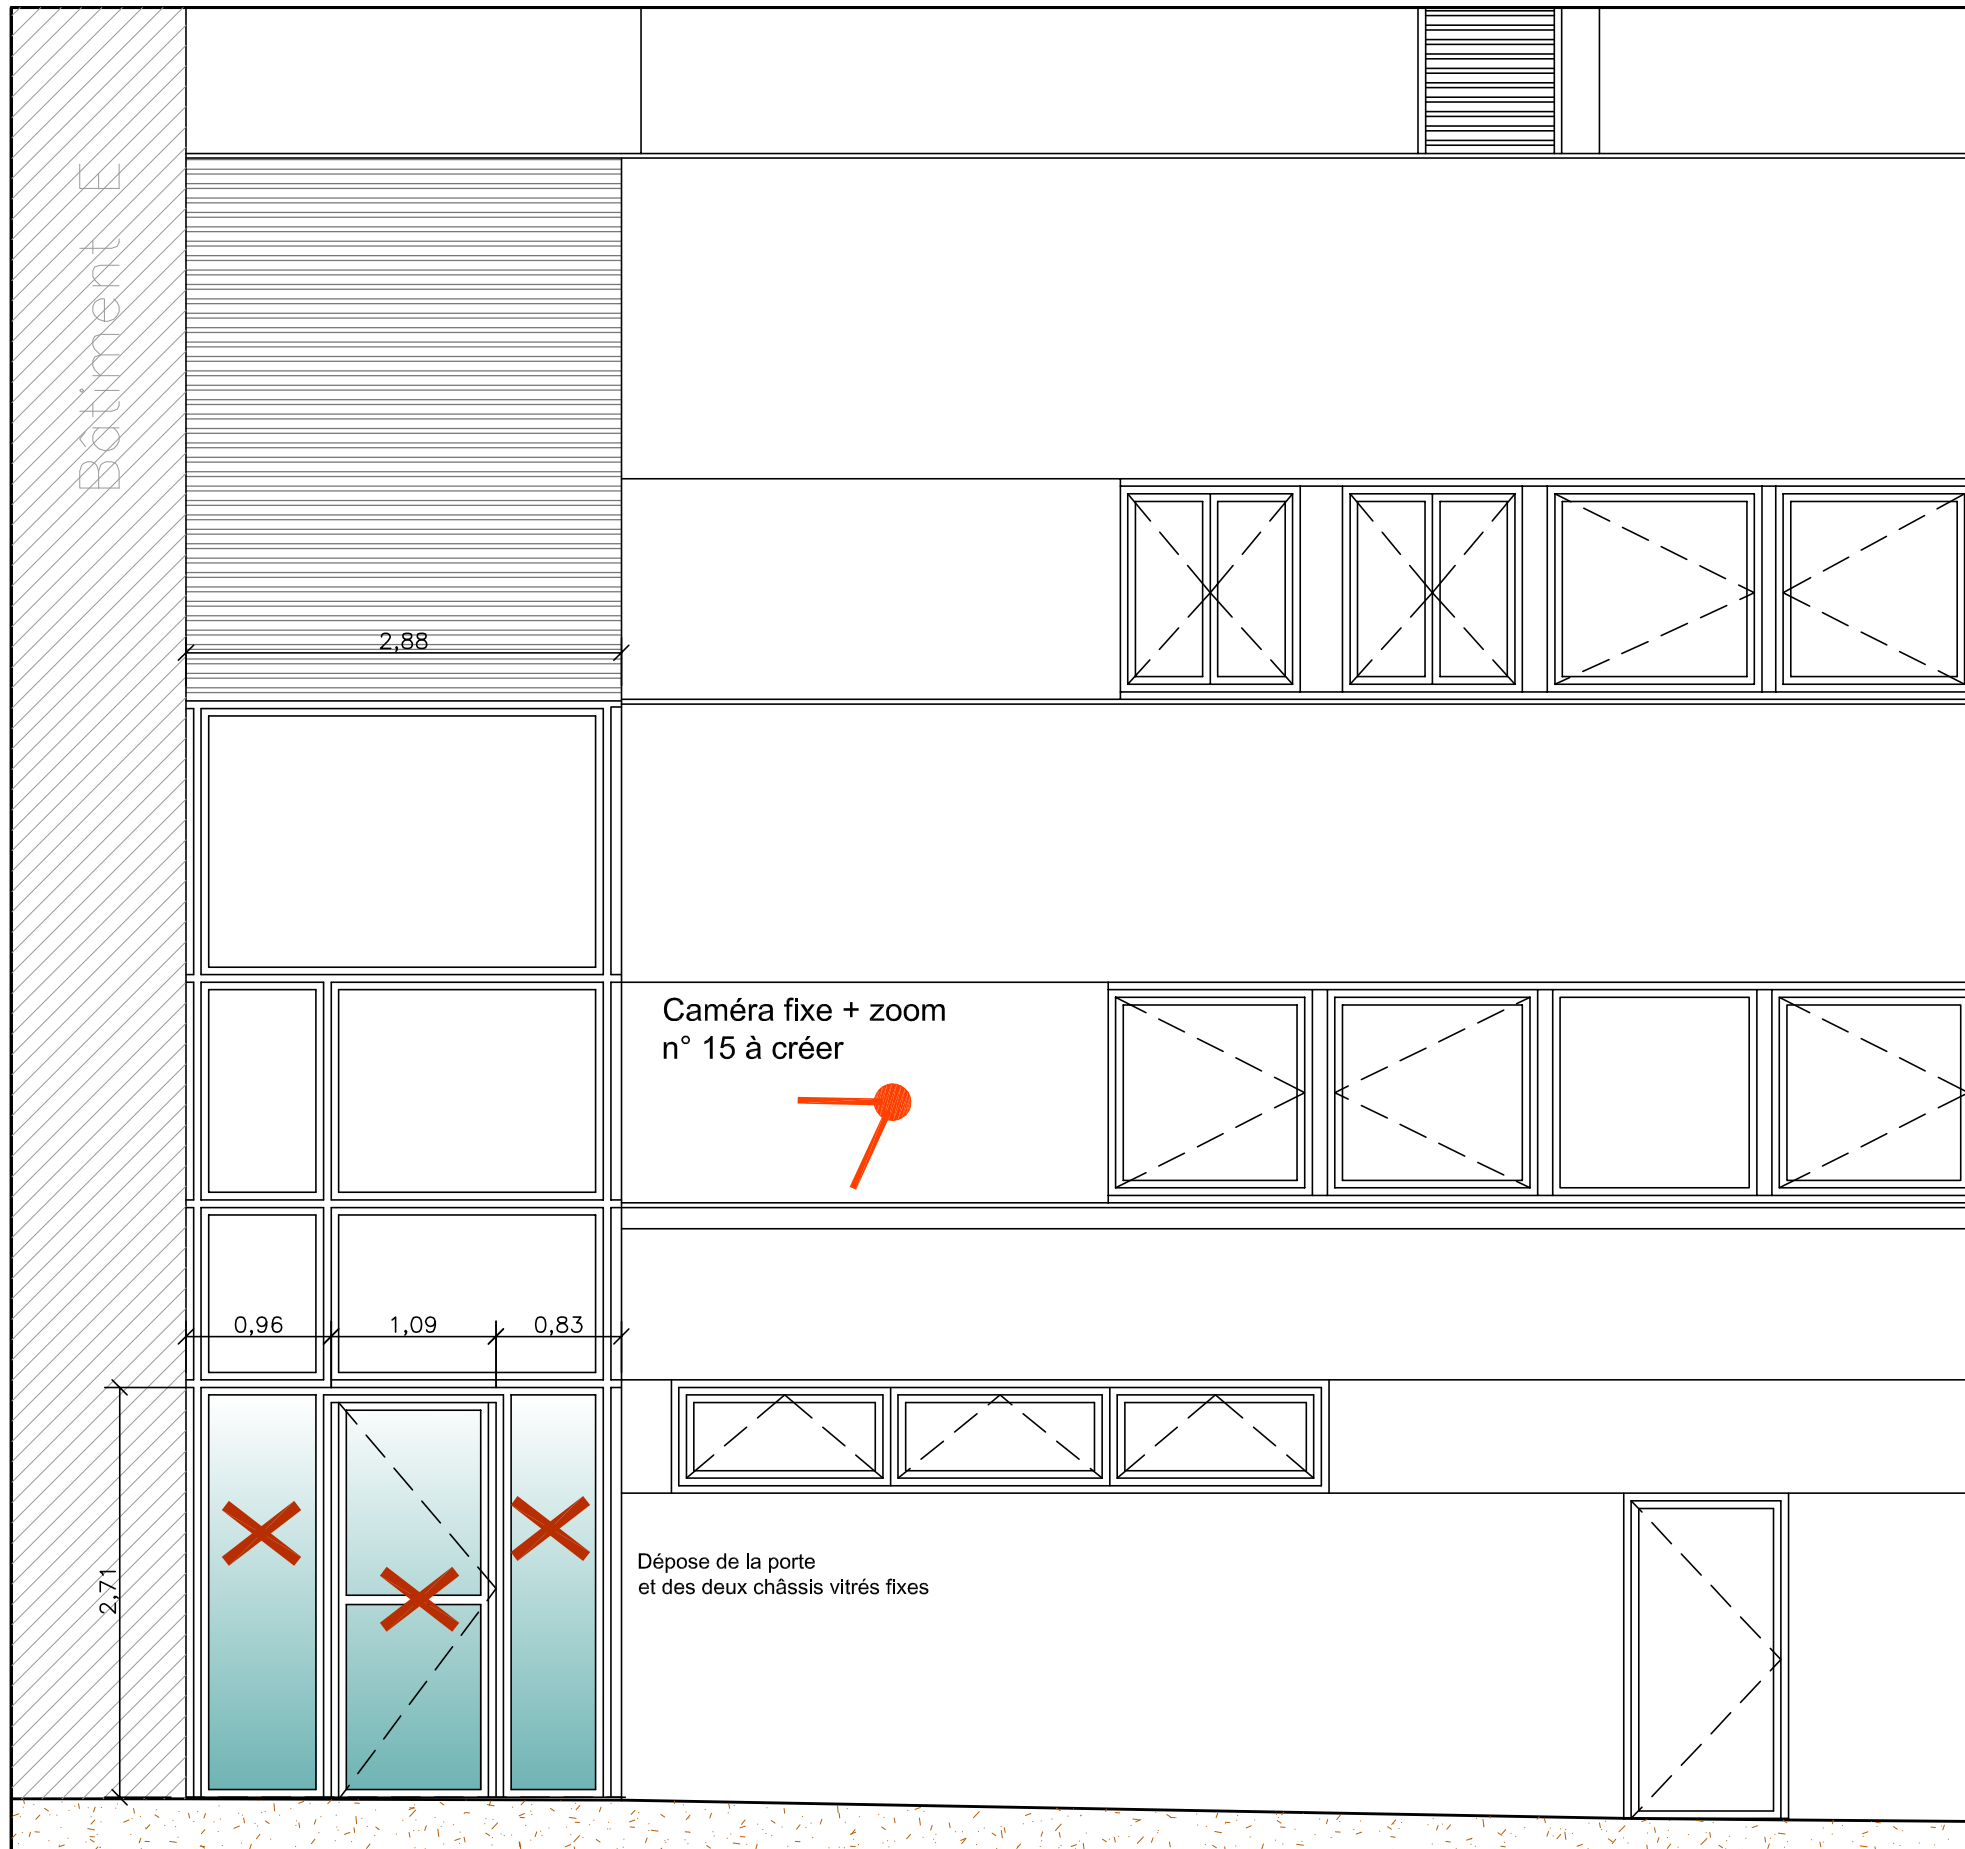 Bâtiment E
2,88
Caméra fixe + zoom
n° 15 à créer
0,96
1,09
0,83
2,71
Dépose de la porte
et des deux châssis vitrés fixes